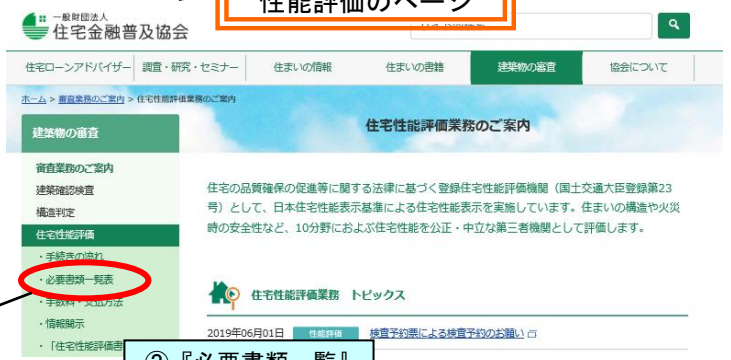 性能評価のページ
一般財団法人
住宅金融普及協会
住宅ローンアドバイザー 調査・研究・セミナー 住まいの情報 住まいの書籍 建築物の審査 協会について
ホーム > 審査業務のご案内 > 住宅性能評価業務のご案内
建築物の審査
住宅性能評価業務のご案内
審査業務のご案内
建築確認検査
構造判定
住宅性能評価
・手続きの流れ
・必要書類一覧表
・手数料・支払方法
・情報開示
・「住宅性能評価書
住宅の品質確保の促進等に関する法律に基づく登録住宅性能評価機関（国土交通大臣登録第23
号）として、日本住宅性能表示基準による住宅性能表示を実施しています。住まいの構造や火災
時の安全性など、10分野におよぶ住宅性能を公正・中立な第三者機関として評価します。
住宅性能評価業務 トピックス
2019年06月01日 性能評価 検査予約票による検査予約のお願い
②『必要書類一覧』